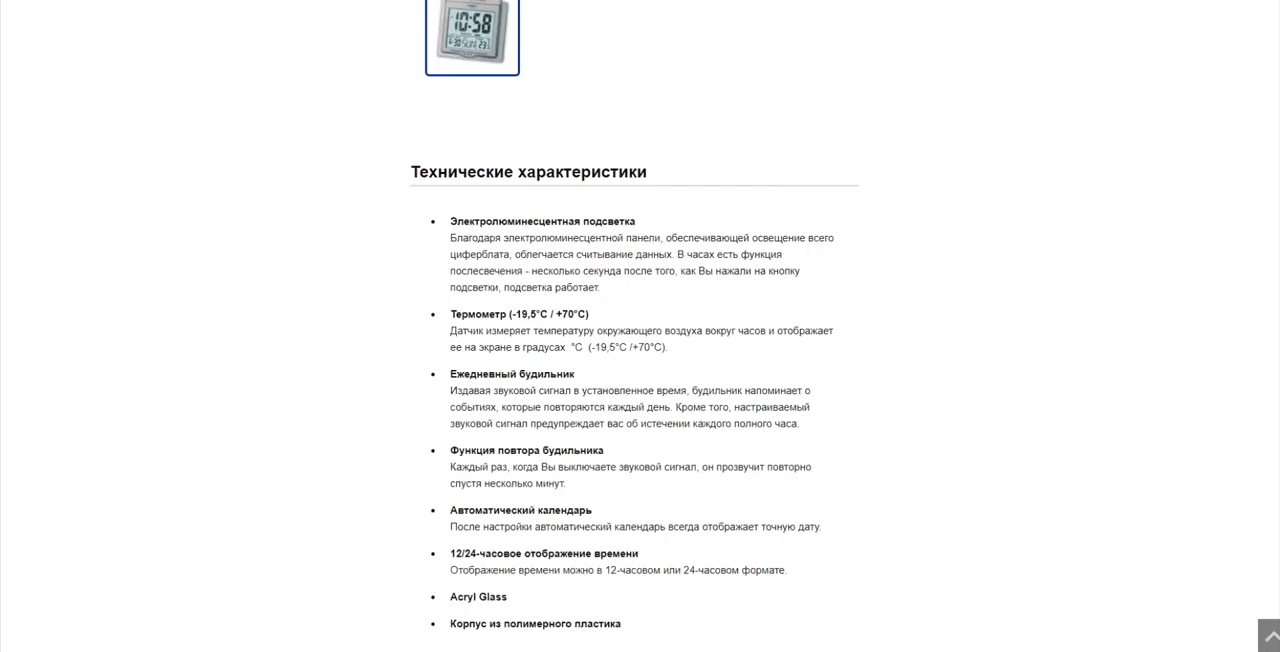 10:58
Технические характеристики
Электролюминесцентная подсветка
Благодаря электролюминесцентной панели, обеспечивающей освещение всего
циферблата, облегчается считывание данных. В часах есть функция
послесвечения - несколько секунда после того, как Вы нажали на кнопку
подсветки, подсветка работает.
Термометр (-19,5°C / +70°C)
Датчик измеряет температуру окружающего воздуха вокруг часов и отображает
ее на экране в градусах °C (-19,5°C /+70°C).
Ежедневный будильник
Издавая звуковой сигнал в установленное время, будильник напоминает о
событиях, которые повторяются каждый день. Кроме того, настраиваемый
звуковой сигнал предупреждает вас об истечении каждого полного часа.
Функция повтора будильника
Каждый раз, когда Вы выключаете звуковой сигнал, он прозвучит повторно
спустя несколько минут.
Автоматический календарь
После настройки автоматический календарь всегда отображает точную дату.
12/24-часовое отображение времени
Отображение времени можно в 12-часовом или 24-часовом формате.
Acryl Glass
Корпус из полимерного пластика